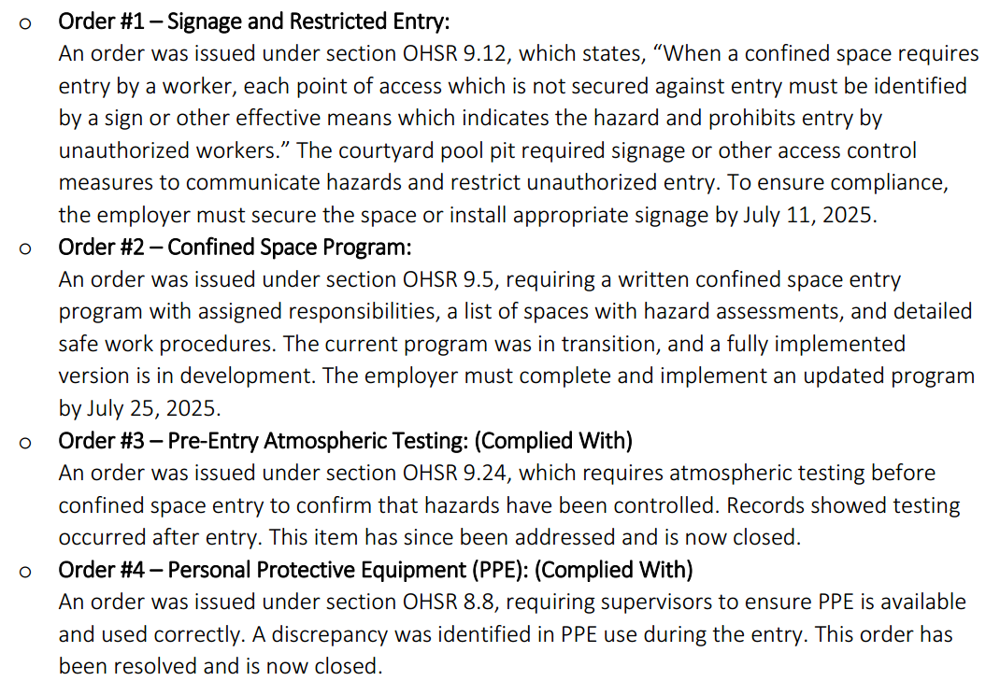 o Order #1 – Signage and Restricted Entry:
An order was issued under section OHSR 9.12, which states, “When a confined space requires
entry by a worker, each point of access which is not secured against entry must be identified
by a sign or other effective means which indicates the hazard and prohibits entry by
unauthorized workers.” The courtyard pool pit required signage or other access control
measures to communicate hazards and restrict unauthorized entry. To ensure compliance,
the employer must secure the space or install appropriate signage by July 11, 2025.
o Order #2 – Confined Space Program:
An order was issued under section OHSR 9.5, requiring a written confined space entry
program with assigned responsibilities, a list of spaces with hazard assessments, and detailed
safe work procedures. The current program was in transition, and a fully implemented
version is in development. The employer must complete and implement an updated program
by July 25, 2025.
o Order #3 – Pre-Entry Atmospheric Testing: (Complied With)
An order was issued under section OHSR 9.24, which requires atmospheric testing before
confined space entry to confirm that hazards have been controlled. Records showed testing
occurred after entry. This item has since been addressed and is now closed.
o Order #4 – Personal Protective Equipment (PPE): (Complied With)
An order was issued under section OHSR 8.8, requiring supervisors to ensure PPE is available
and used correctly. A discrepancy was identified in PPE use during the entry. This order has
been resolved and is now closed.